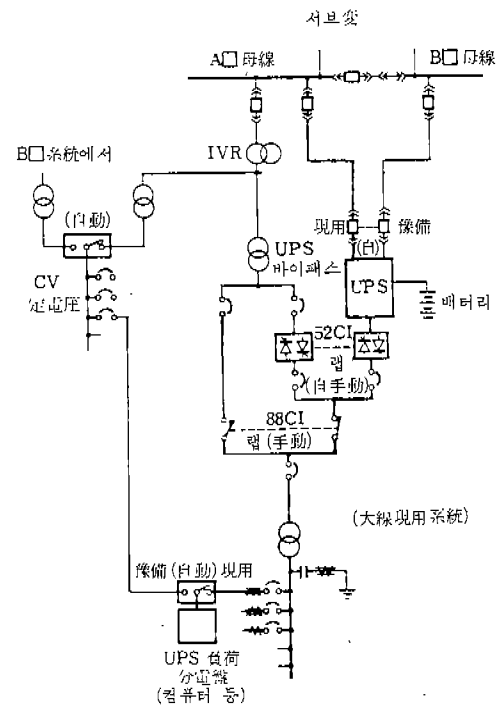 서브変
A□母線
B□母線
IVR
B□系統에서
(自動)
現用
豫備
(自)
UPS
바이패스
UPS
CV
定電圧
배터리
52CI
랩
(自手動)
88CI
랩(手動)
(大線現用系統)
豫備(自動)現用
UPS 負荷
分電盤
(컴퓨터 등)